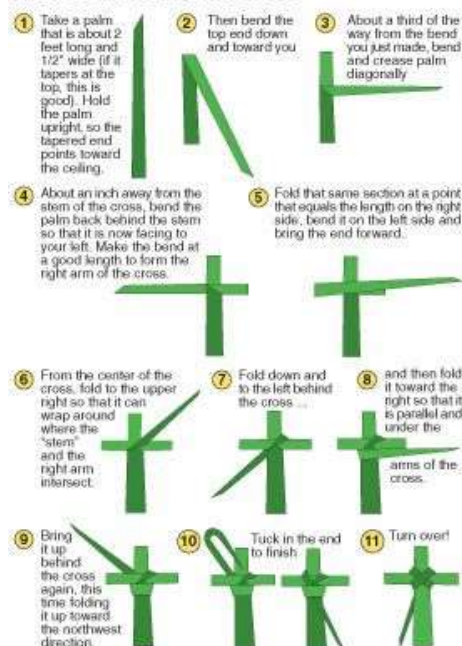 1 Take a palm
that is about 2
feet long and
1/2" wide (if it
tapers at the
top, this is
good). Hold
the palm
upright, so the
tapered end
points toward
the ceiling.
2 Then bend the
top end down
and toward you
3 About a third of the
way from the bend
you just made, bend
and crease palm
diagonally
4 About an inch away from the
stem of the cross, bend the
palm back behind the stem
so that it is now facing to
your left. Make the bend at
a good length to form the
right arm of the cross.
5 Fold that same section at a point
that equals the length on the right
side, bend it on the left side and
bring the end forward.
6 From the center of the
cross, fold to the upper
right so that it can
wrap around
where the
"stem"
and the
right arm
intersect.
7 Fold down and
to the left behind
the cross ...
8 and then fold
it toward the
right so that it
is parallel and
under the
arms of the
cross.
9 Bring
it up
behind
the cross
again, this
time folding
it up toward
the northwest
direction.
10 Tuck in the end
to finish
11 Turn over!